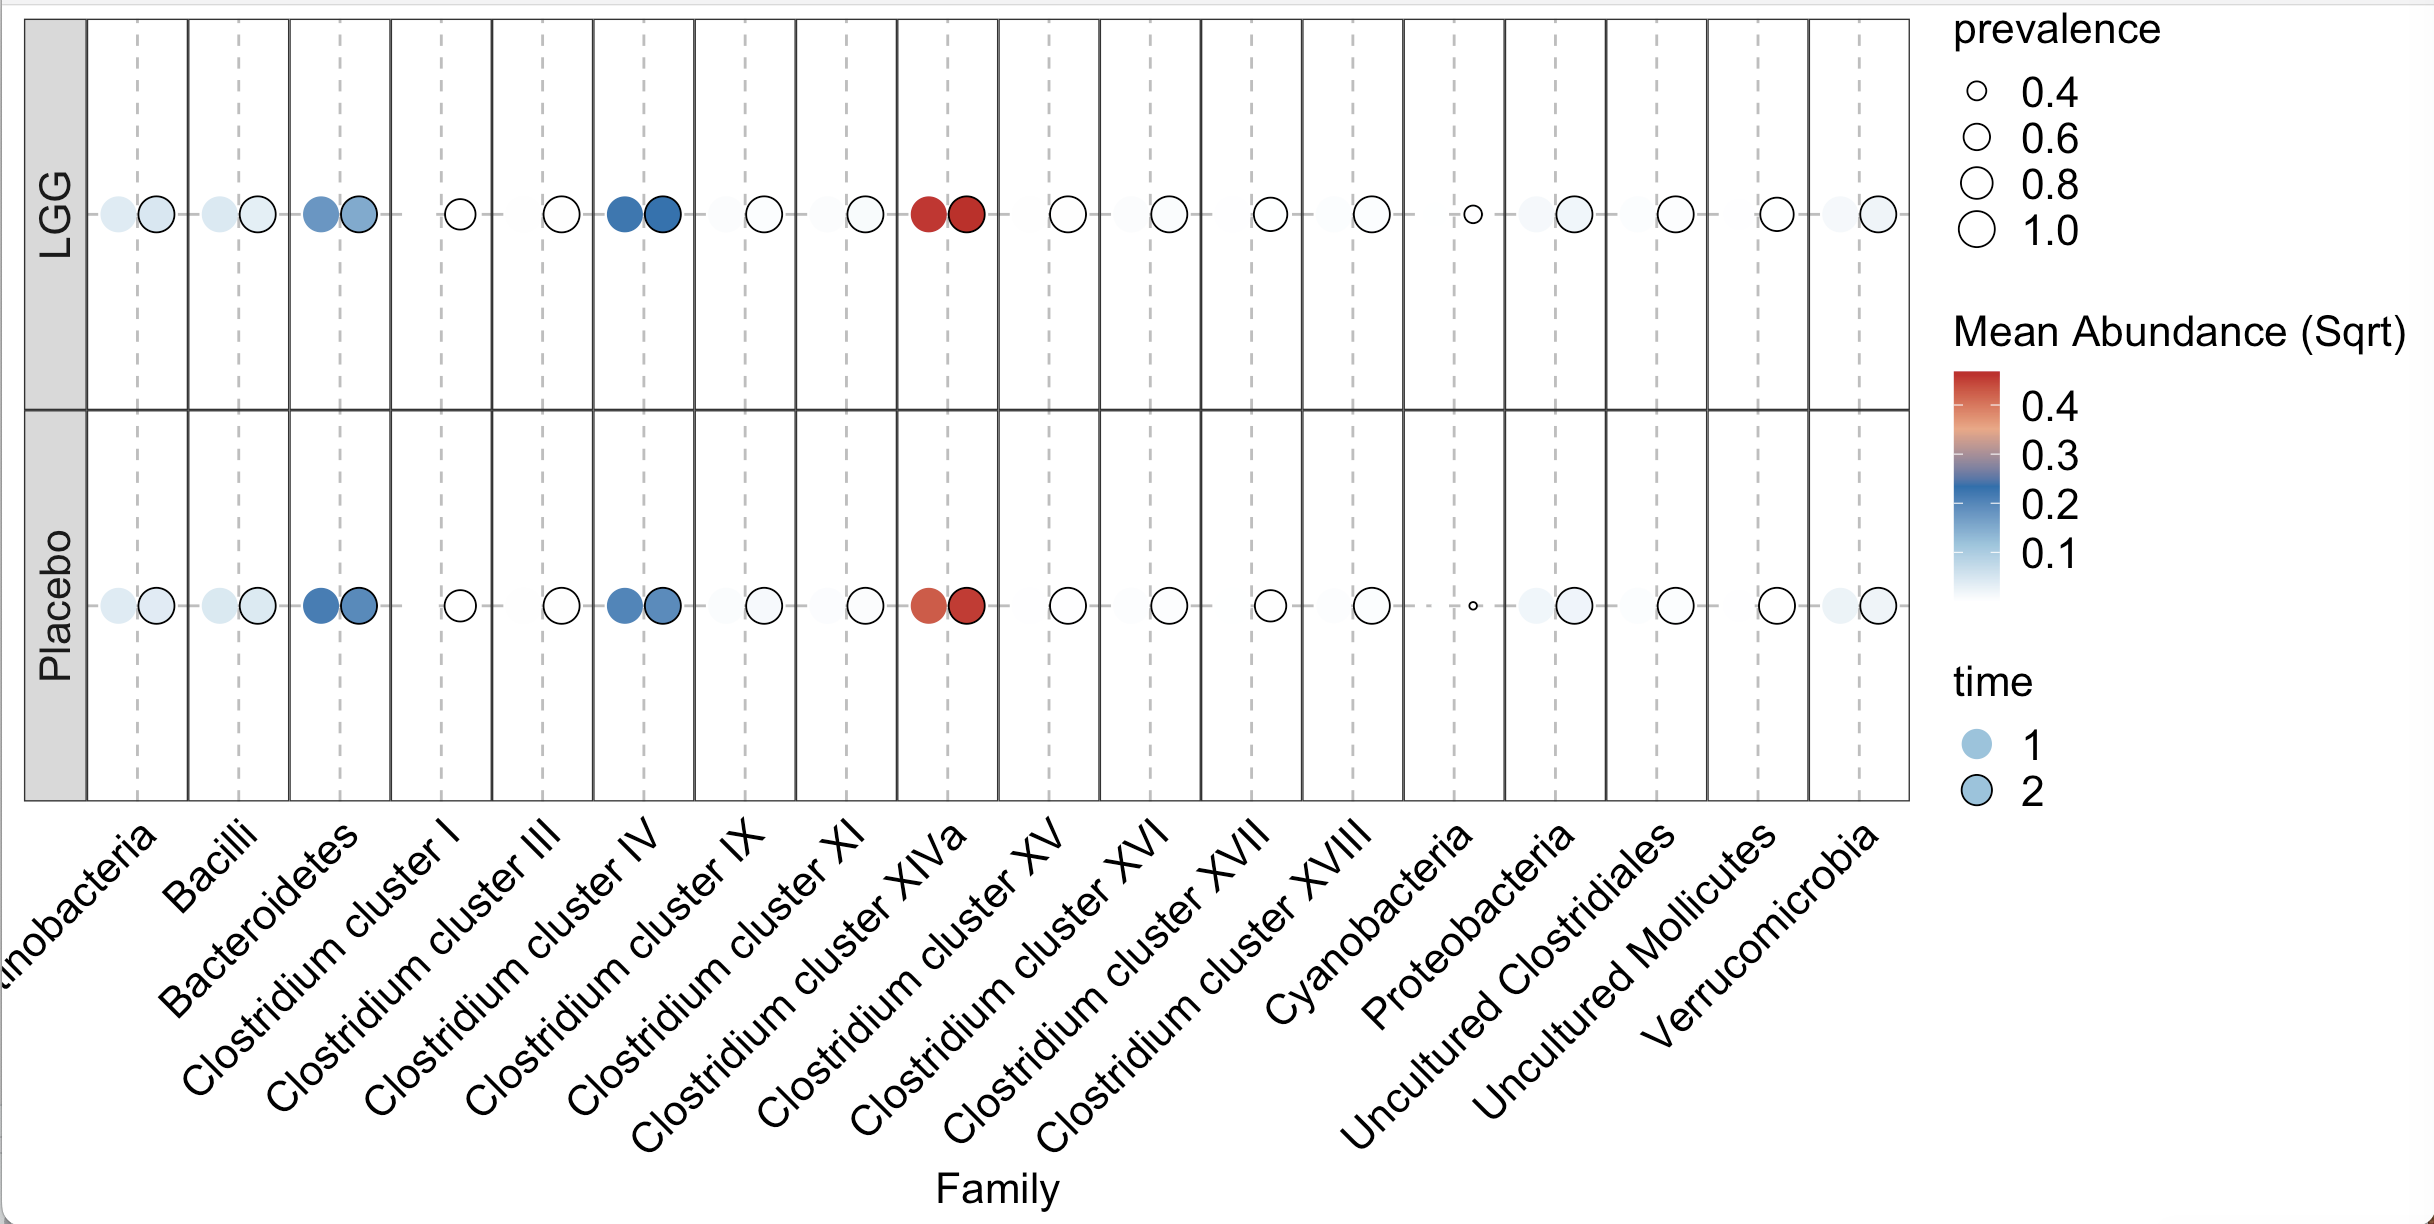 LGG
Placebo
tinobacteria
Bacilli
Bacteroidetes
Clostridium cluster I
Clostridium cluster III
Clostridium cluster IV
Clostridium cluster IX
Clostridium cluster XI
Clostridium cluster XIVa
Clostridium cluster XV
Clostridium cluster XVI
Clostridium cluster XVII
Clostridium cluster XVIII
Cyanobacteria
Proteobacteria
Uncultured Clostridiales
Uncultured Mollicutes
Verrucomicrobia
Family
prevalence
0.4
0.6
0.8
1.0
Mean Abundance (Sqrt)
0.4
0.3
0.2
0.1
time
1
2